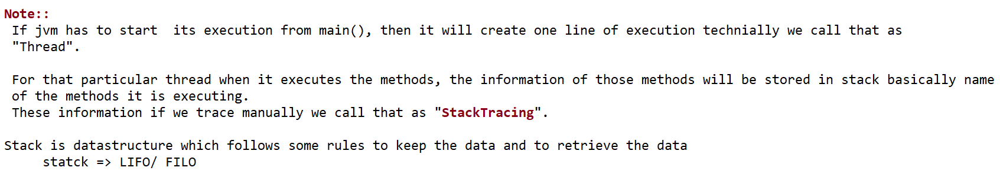 Note::
If jvm has to start  its execution from main(), then it will create one line of execution technially we call that as
"Thread".
For that particular thread when it executes the methods, the information of those methods will be stored in stack basically name
of the methods it is executing.
These information if we trace manually we call that as "StackTracing".
Stack is datastructure which follows some rules to keep the data and to retrieve the data
statck => LIFO/ FILO